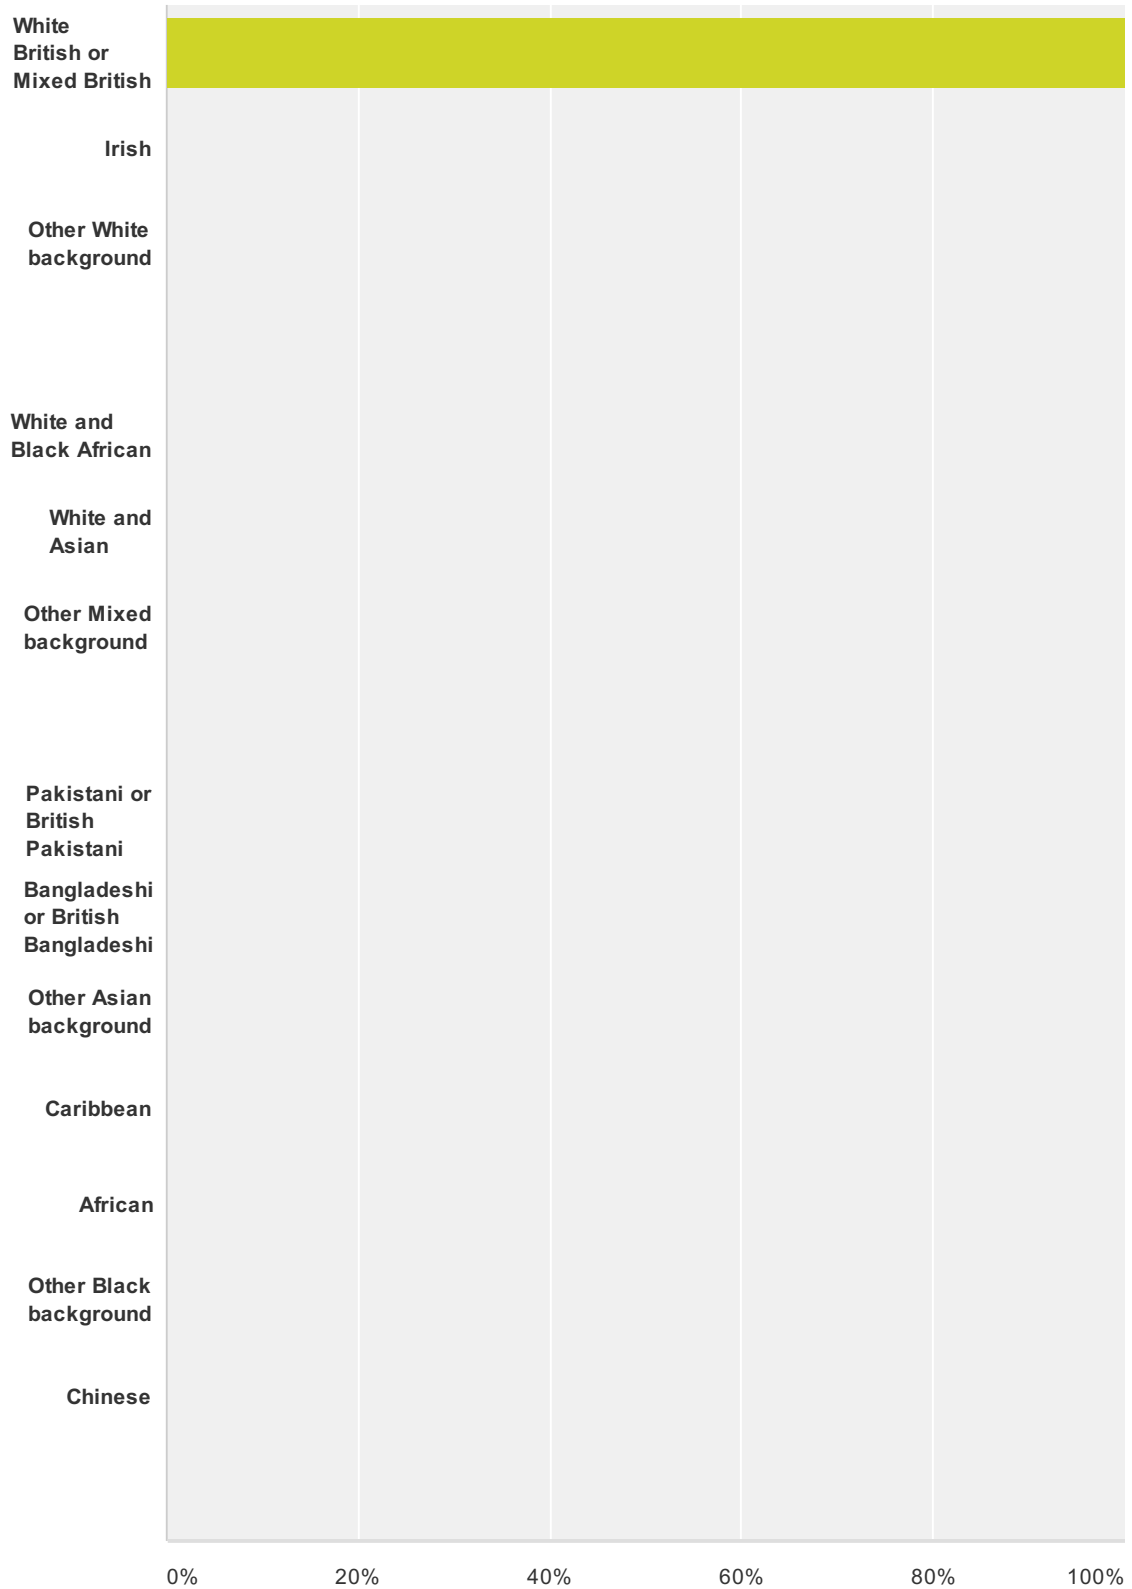 White
British or
Mixed British
Irish
Other White
background
White and
Black African
White and
Asian
Other Mixed
background
Pakistani or
British
Pakistani
Bangladeshi
or British
Bangladeshi
Other Asian
background
Caribbean
African
Other Black
background
Chinese
0% 20% 40% 60% 80% 100%